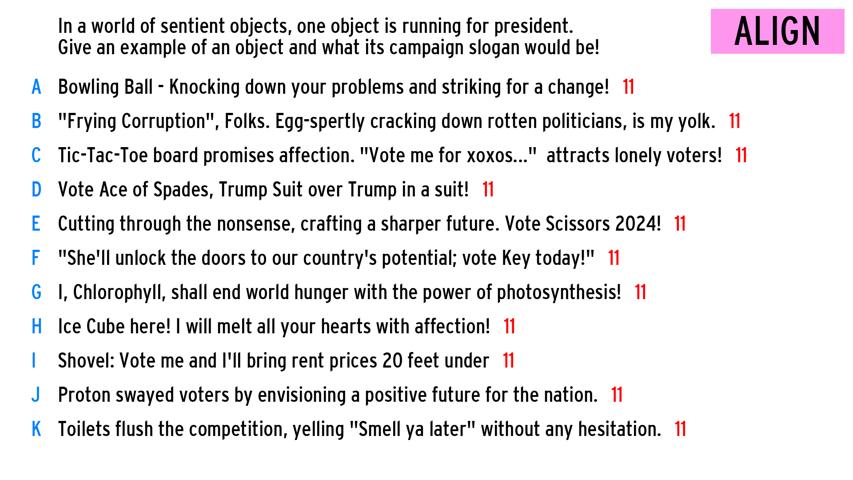 In a world of sentient objects, one object is running for president.
Give an example of an object and what its campaign slogan would be!
ALIGN
A Bowling Ball - Knocking down your problems and striking for a change! 11
B "Frying Corruption", Folks. Egg-spertly cracking down rotten politicians, is my yolk. 11
C Tic-Tac-Toe board promises affection. "Vote me for xoxos..." attracts lonely voters! 11
D Vote Ace of Spades, Trump Suit over Trump in a suit! 11
E Cutting through the nonsense, crafting a sharper future. Vote Scissors 2024! 11
F "She'll unlock the doors to our country's potential; vote Key today!" 11
G I, Chlorophyll, shall end world hunger with the power of photosynthesis! 11
H Ice Cube here! I will melt all your hearts with affection! 11
I Shovel: Vote me and I'll bring rent prices 20 feet under 11
J Proton swayed voters by envisioning a positive future for the nation. 11
K Toilets flush the competition, yelling "Smell ya later" without any hesitation. 11